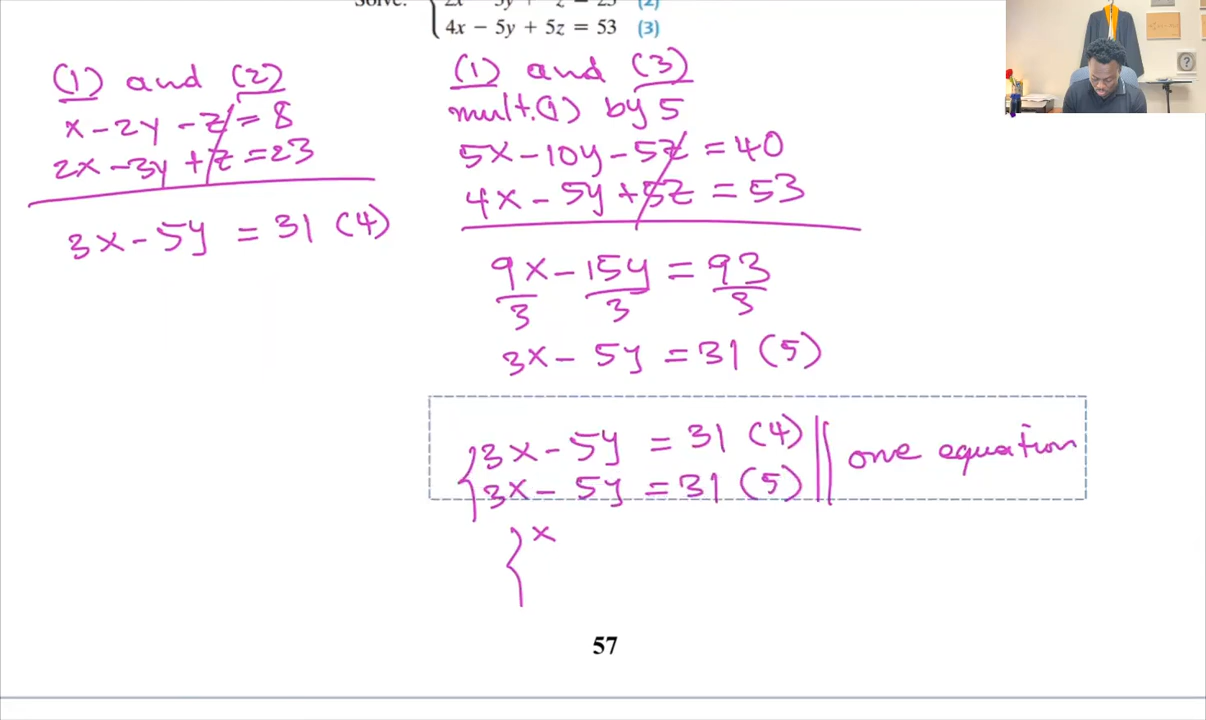 4x − 5y + 5z = 53 (3)
(1) and (2)
x - 2y - z = 8
2x - 3y + z = 23
3x - 5y = 31 (4)
(1) and (3)
mult. (1) by 5
5x - 10y - 5z = 40
4x - 5y + 5z = 53
9x - 15y = 93
3 3 3
3x - 5y = 31 (5)
3x - 5y = 31 (4)
3x - 5y = 31 (5)
one equation
x
57